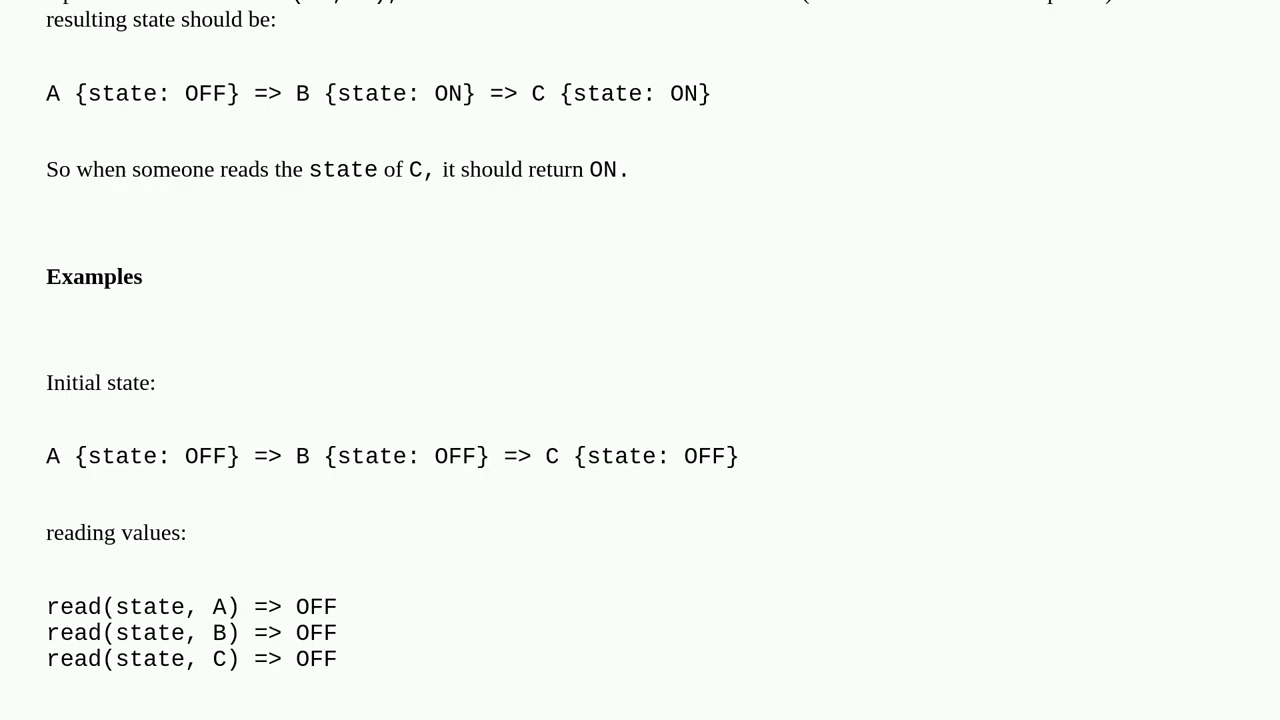 resulting state should be:
A {state: OFF} => B {state: ON} => C {state: ON}
So when someone reads the state of C, it should return ON.
Examples
Initial state:
A {state: OFF} => B {state: OFF} => C {state: OFF}
reading values:
read(state, A) => OFF
read(state, B) => OFF
read(state, C) => OFF